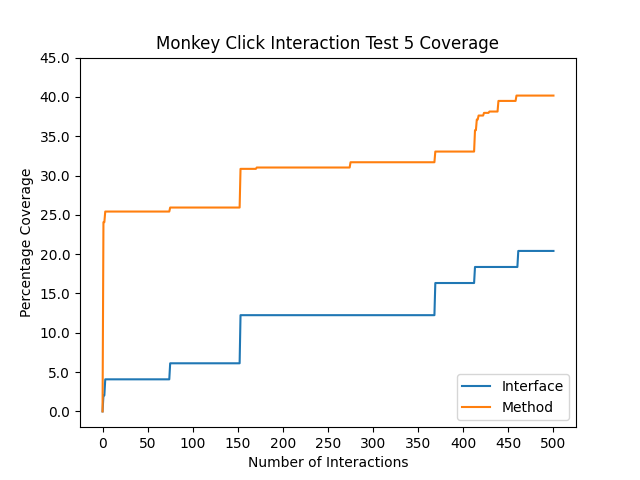 Monkey Click Interaction Test 5 Coverage
45.0
40.0
35.0
30.0
25.0
20.0
15.0
10.0
5.0
0.0
Percentage Coverage
Interface
Method
0 50 100 150 200 250 300 350 400 450 500
Number of Interactions